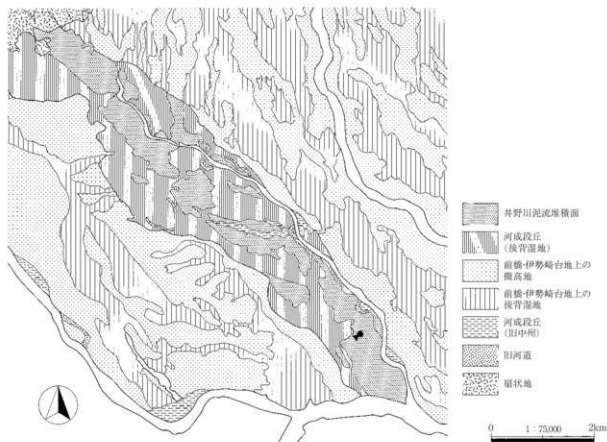 井野川泥流堆積面
河成段丘
(後背湿地)
前橋・伊勢崎台地上の
微高地
前橋・伊勢崎台地上の
後背湿地
河成段丘
(旧中州)
旧河道
扇状地
0 1:75,000 2km